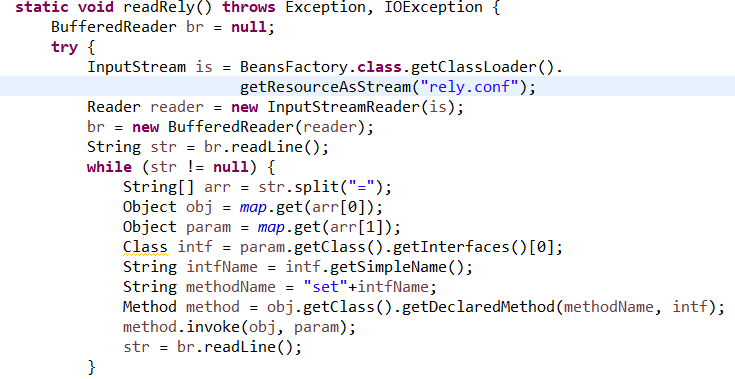 static void readRely() throws Exception, IOException {
BufferedReader br = null;
try {
InputStream is = BeansFactory.class.getClassLoader().
getResourceAsStream("rely.conf");
Reader reader = new InputStreamReader(is);
br = new BufferedReader(reader);
String str = br.readLine();
while (str != null) {
String[] arr = str.split("=");
Object obj = map.get(arr[0]);
Object param = map.get(arr[1]);
Class intf = param.getClass().getInterfaces()[0];
String intfName = intf.getSimpleName();
String methodName = "set"+intfName;
Method method = obj.getClass().getDeclaredMethod(methodName, intf);
method.invoke(obj, param);
str = br.readLine();
}